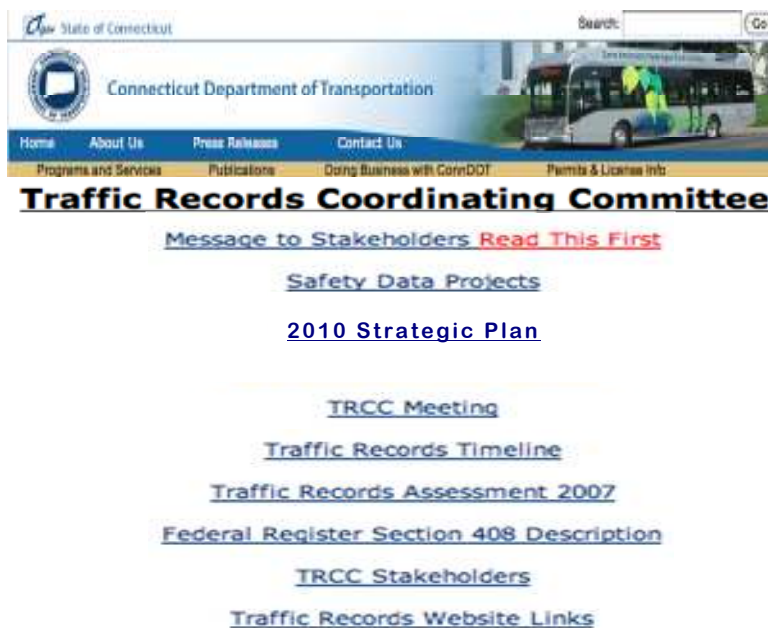 CT.gov State of Connecticut
Search: Go
Connecticut Department of Transportation
Home About Us Press Releases Contact Us
Programs and Services Publications Doing Business with ConnDOT Permits & License Info
Traffic Records Coordinating Committee
Message to Stakeholders Read This First
Safety Data Projects
2010 Strategic Plan
TRCC Meeting
Traffic Records Timeline
Traffic Records Assessment 2007
Federal Register Section 408 Description
TRCC Stakeholders
Traffic Records Website Links